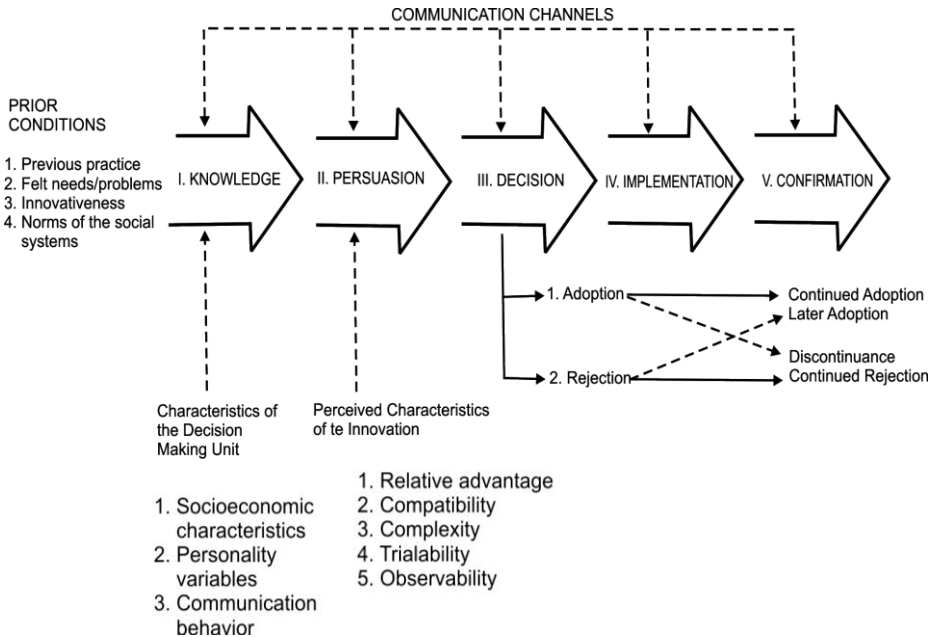 COMMUNICATION CHANNELS
PRIOR
CONDITIONS
1. Previous practice
2. Felt needs/problems
3. Innovativeness
4. Norms of the social
systems
I. KNOWLEDGE
II. PERSUASION
III. DECISION
IV. IMPLEMENTATION
V. CONFIRMATION
1. Adoption
2. Rejection
Continued Adoption
Later Adoption
Discontinuance
Continued Rejection
Characteristics of
the Decision
Making Unit
Perceived Characteristics
of te Innovation
1. Socioeconomic
characteristics
2. Personality
variables
3. Communication
behavior
1. Relative advantage
2. Compatibility
3. Complexity
4. Trialability
5. Observability